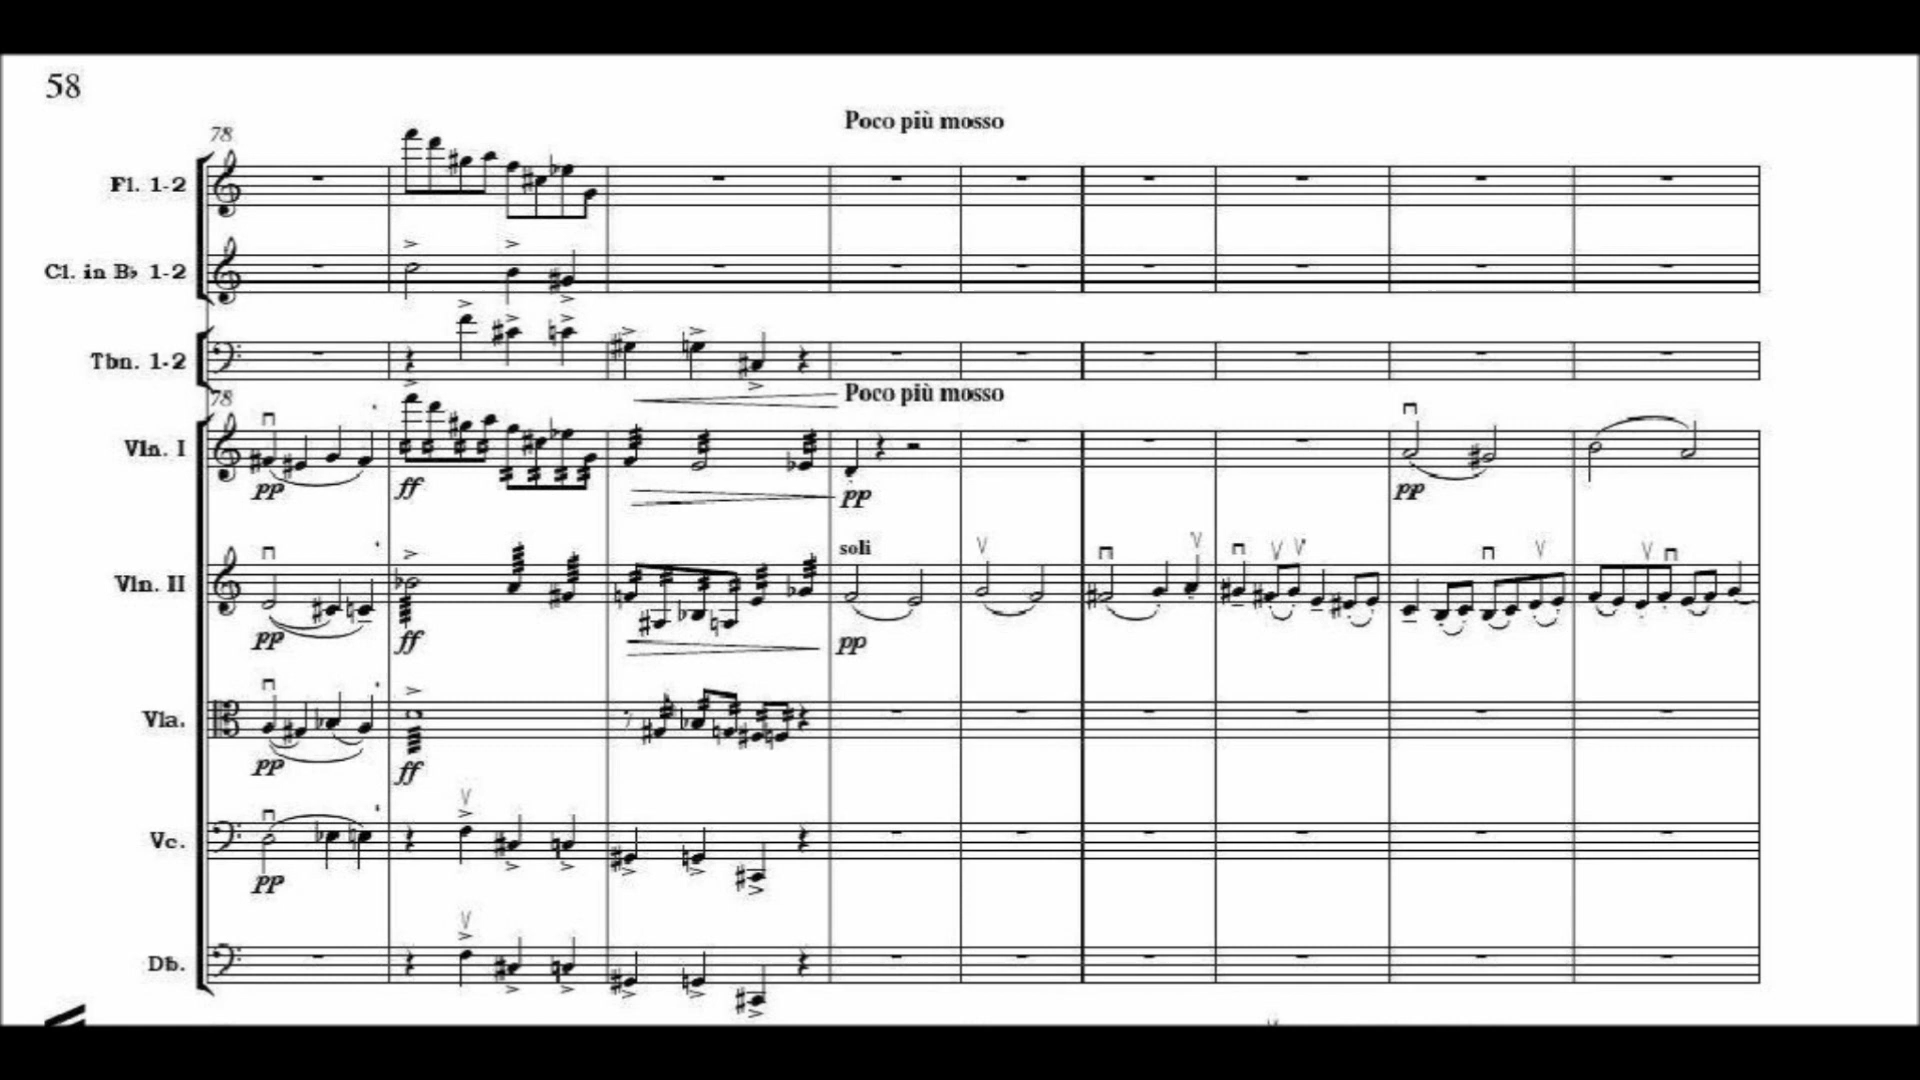 58
Poco più mosso
78
Fl. 1-2
Cl. in B♭ 1-2
Tbn. 1-2
Poco più mosso
78
Vln. I
pp
ff
pp
pp
soli
Vln. II
pp
ff
pp
Vla.
pp
ff
Vc.
pp
Db.